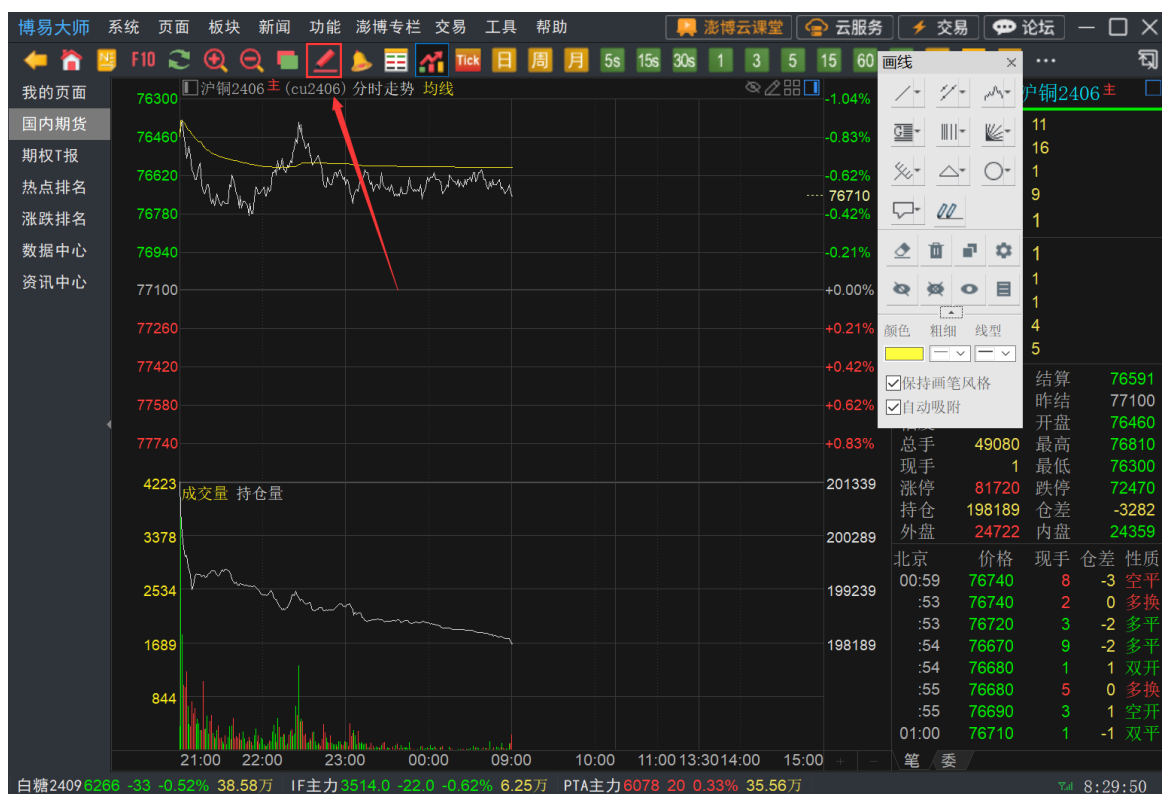 博易大师 系统 页面 板块 新闻 功能 澎博专栏 交易 工具 帮助 澎博云课堂 云服务 交易 论坛
F10 Tick 日 周 月 5s 15s 30s 1 3 5 15 60
我的页面
国内期货
期权T报
热点排名
涨跌排名
数据中心
资讯中心
沪铜2406主 (cu2406) 分时走势 均线
76300 -1.04%
76460 -0.83%
76620 -0.62%
76710
76780 -0.42%
76940 -0.21%
77100 +0.00%
77260 +0.21%
77420 +0.42%
77580 +0.62%
77740 +0.83%
4223 成交量 持仓量 201339
3378 200289
2534 199239
1689 198189
844
21:00 22:00 23:00 00:00 09:00 10:00 11:00 13:30 14:00 15:00 + -
画线 ×
颜色 粗细 线型
保持画笔风格
自动吸附
沪铜2406主
11
16
1
9
1
1
1
1
4
5
结算 76591
昨结 77100
开盘 76460
总手 49080 最高 76810
现手 1 最低 76300
涨停 81720 跌停 72470
持仓 198189 仓差 -3282
外盘 24722 内盘 24359
北京 价格 现手 仓差 性质
00:59 76740 8 -3 空平
:53 76740 2 0 多换
:53 76720 3 -2 多平
:54 76670 9 -2 多平
:54 76680 1 1 双开
:55 76680 5 0 多换
:55 76690 3 1 空开
01:00 76710 1 -1 双平
笔 委
白糖2409 6266 -33 -0.52% 38.58万 IF主力 3514.0 -22.0 -0.62% 6.25万 PTA主力 6078 20 0.33% 35.56万 8:29:50